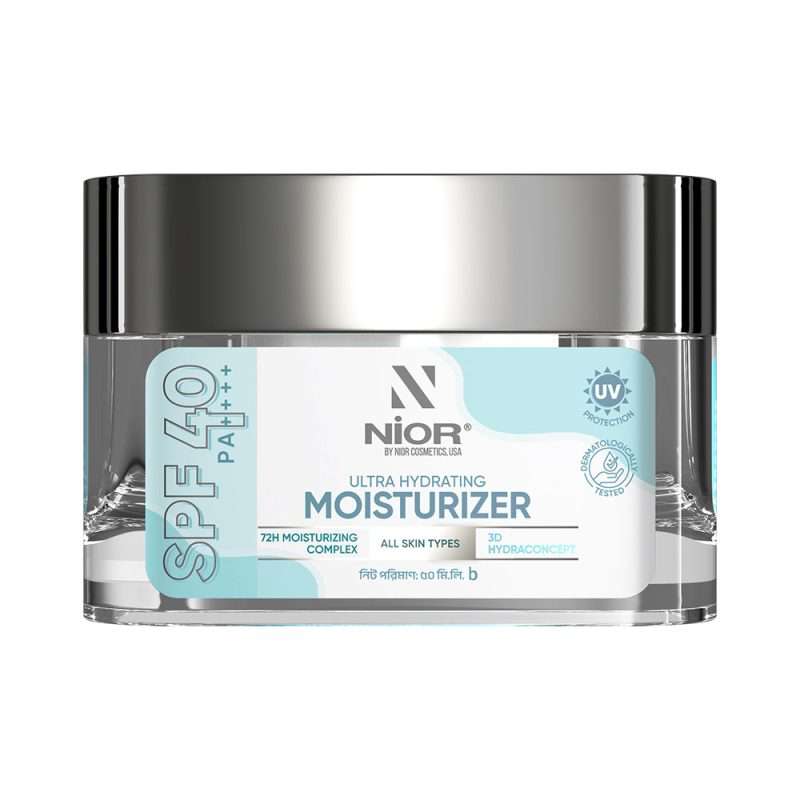 SPF 40
PA++++
N
NiOR®
BY NIOR COSMETICS, USA
ULTRA HYDRATING
MOISTURIZER
72H MOISTURIZING
COMPLEX
ALL SKIN TYPES
3D
HYDRACONCEPT
নিট পরিমাণ: ৫০ মি.লি. b
UV
PROTECTION
DERMATOLOGICALLY
TESTED